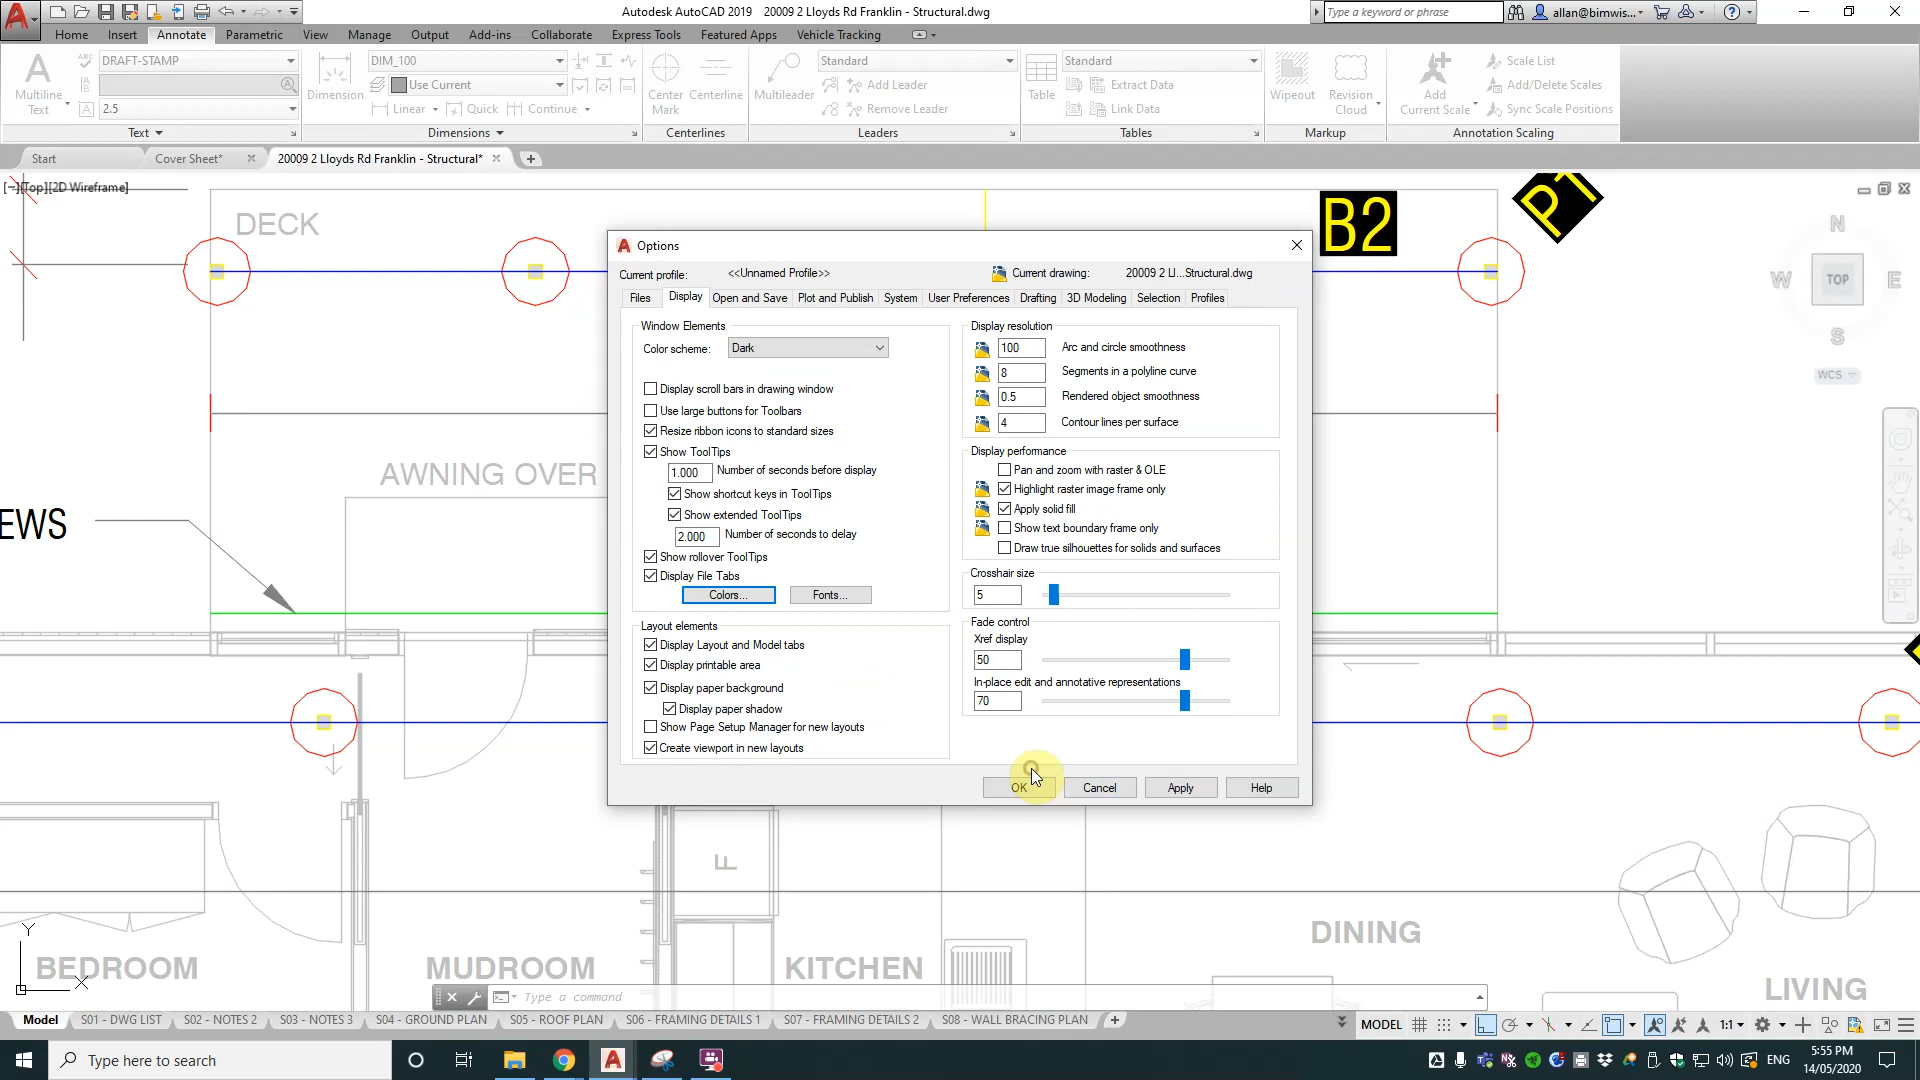 Autodesk AutoCAD 2019 20009 2 Lloyds Rd Franklin - Structural.dwg
Type a keyword or phrase
allan@bimwis...
Home Insert Annotate Parametric View Manage Output Add-ins Collaborate Express Tools Featured Apps Vehicle Tracking
Multiline
Text
DRAFT-STAMP
2.5
Text
Dimension
DIM_100
Use Current
Linear Quick Continue
Dimensions
Center
Mark
Centerline
Centerlines
Multileader
Standard
Add Leader
Remove Leader
Leaders
Table
Standard
Extract Data
Link Data
Tables
Wipeout
Revision
Cloud
Markup
Add
Current Scale
Scale List
Add/Delete Scales
Sync Scale Positions
Annotation Scaling
Start Cover Sheet* 20009 2 Lloyds Rd Franklin - Structural*
[−][Top][2D Wireframe]
DECK
B2
P1
N
W TOP E
S
WCS
AWNING OVER
EWS
Options
Current profile: <<Unnamed Profile>> Current drawing: 20009 2 Ll...Structural.dwg
Files Display Open and Save Plot and Publish System User Preferences Drafting 3D Modeling Selection Profiles
Window Elements
Color scheme: Dark
Display scroll bars in drawing window
Use large buttons for Toolbars
Resize ribbon icons to standard sizes
Show ToolTips
1.000 Number of seconds before display
Show shortcut keys in ToolTips
Show extended ToolTips
2.000 Number of seconds to delay
Show rollover ToolTips
Display File Tabs
Colors... Fonts...
Layout elements
Display Layout and Model tabs
Display printable area
Display paper background
Display paper shadow
Show Page Setup Manager for new layouts
Create viewport in new layouts
Display resolution
100 Arc and circle smoothness
8 Segments in a polyline curve
0.5 Rendered object smoothness
4 Contour lines per surface
Display performance
Pan and zoom with raster & OLE
Highlight raster image frame only
Apply solid fill
Show text boundary frame only
Draw true silhouettes for solids and surfaces
Crosshair size
5
Fade control
Xref display
50
In-place edit and annotative representations
70
OK Cancel Apply Help
F
BEDROOM
MUDROOM
KITCHEN
DINING
LIVING
Y
X
Type a command
Model S01 - DWG LIST S02 - NOTES 2 S03 - NOTES 3 S04 - GROUND PLAN S05 - ROOF PLAN S06 - FRAMING DETAILS 1 S07 - FRAMING DETAILS 2 S08 - WALL BRACING PLAN
MODEL 1:1
Type here to search
ENG
5:55 PM
14/05/2020